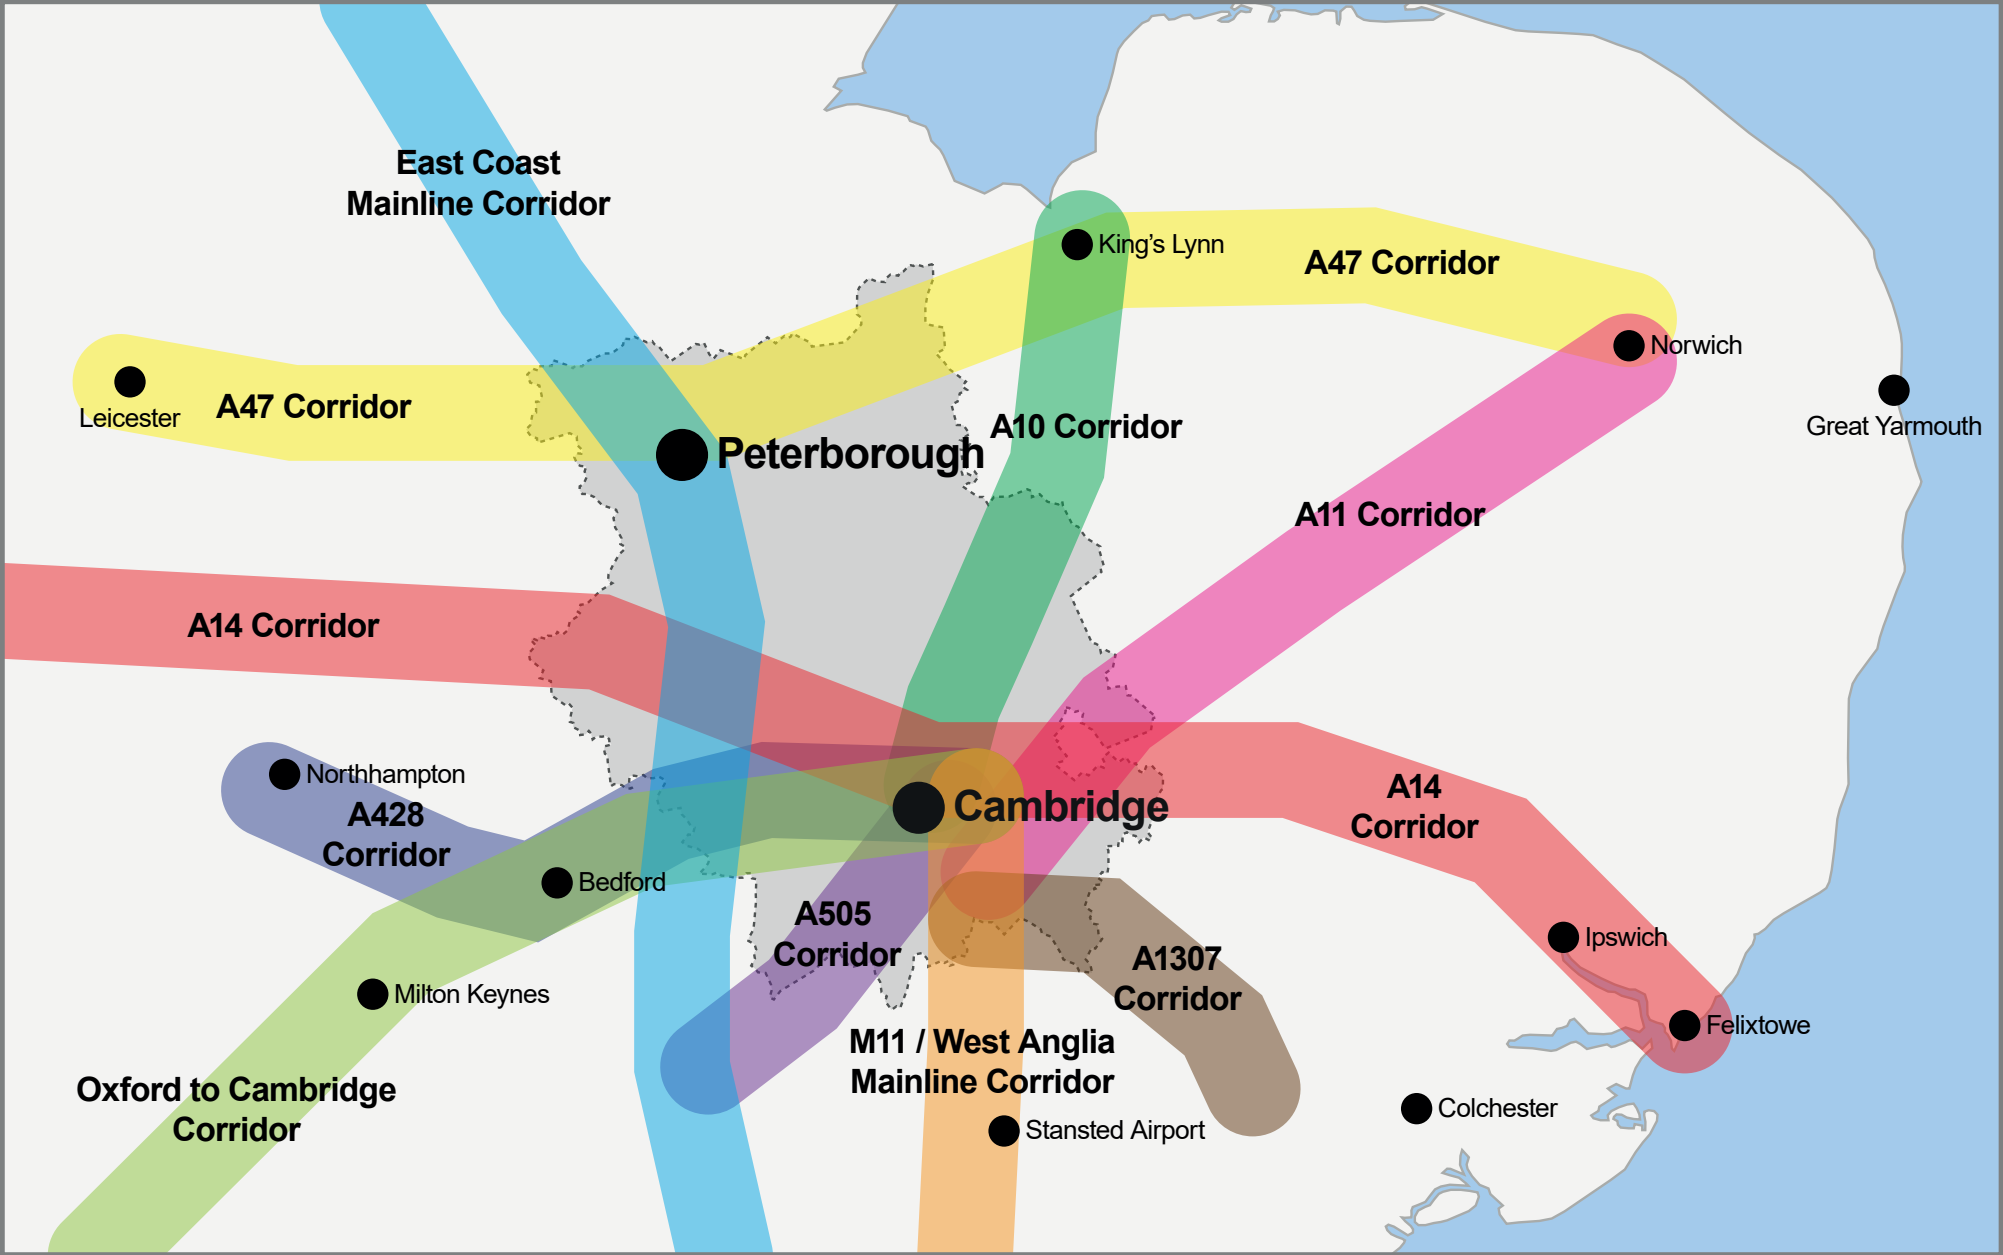 East Coast
Mainline Corridor
King's Lynn
A47 Corridor
Norwich
Great Yarmouth
Leicester
A47 Corridor
Peterborough
A10 Corridor
A11 Corridor
A14 Corridor
Northhampton
A428
Corridor
Cambridge
A14
Corridor
Bedford
A505
Corridor
A1307
Corridor
Ipswich
Milton Keynes
Felixtowe
M11 / West Anglia
Mainline Corridor
Oxford to Cambridge
Corridor
Stansted Airport
Colchester